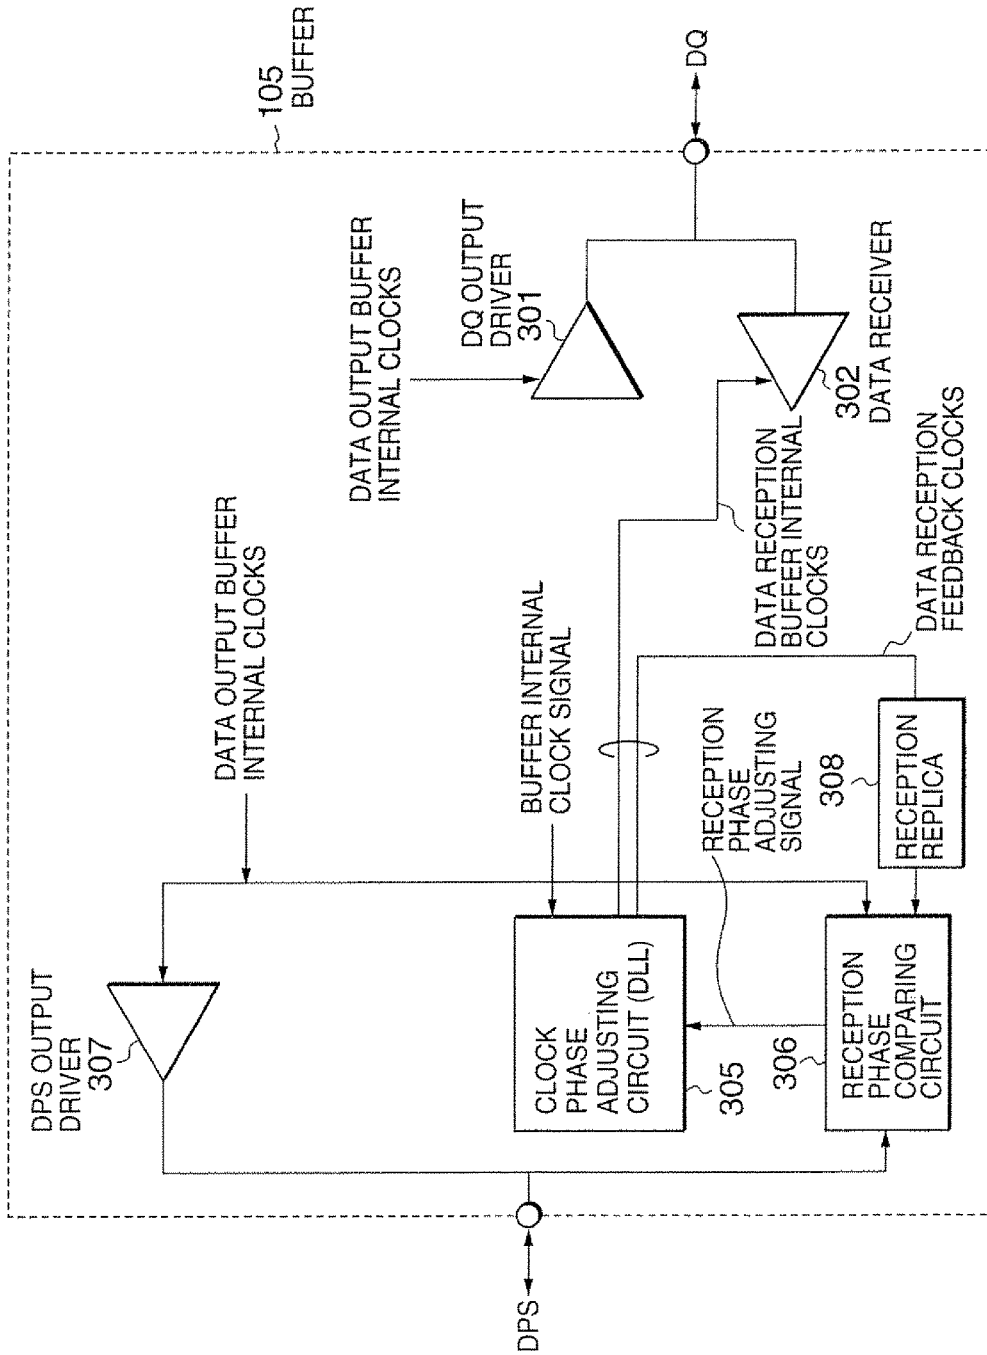 105
BUFFER
DQ
DATA OUTPUT BUFFER
INTERNAL CLOCKS
DQ OUTPUT
DRIVER
301
302
DATA RECEIVER
DATA OUTPUT BUFFER
INTERNAL CLOCKS
BUFFER INTERNAL
CLOCK SIGNAL
DATA RECEPTION
BUFFER INTERNAL
CLOCKS
DATA RECEPTION
FEEDBACK CLOCKS
DPS OUTPUT
DRIVER
307
CLOCK
PHASE
ADJUSTING
CIRCUIT (DLL)
305
RECEPTION
PHASE
ADJUSTING
SIGNAL
308
RECEPTION
REPLICA
306
RECEPTION
PHASE
COMPARING
CIRCUIT
DPS